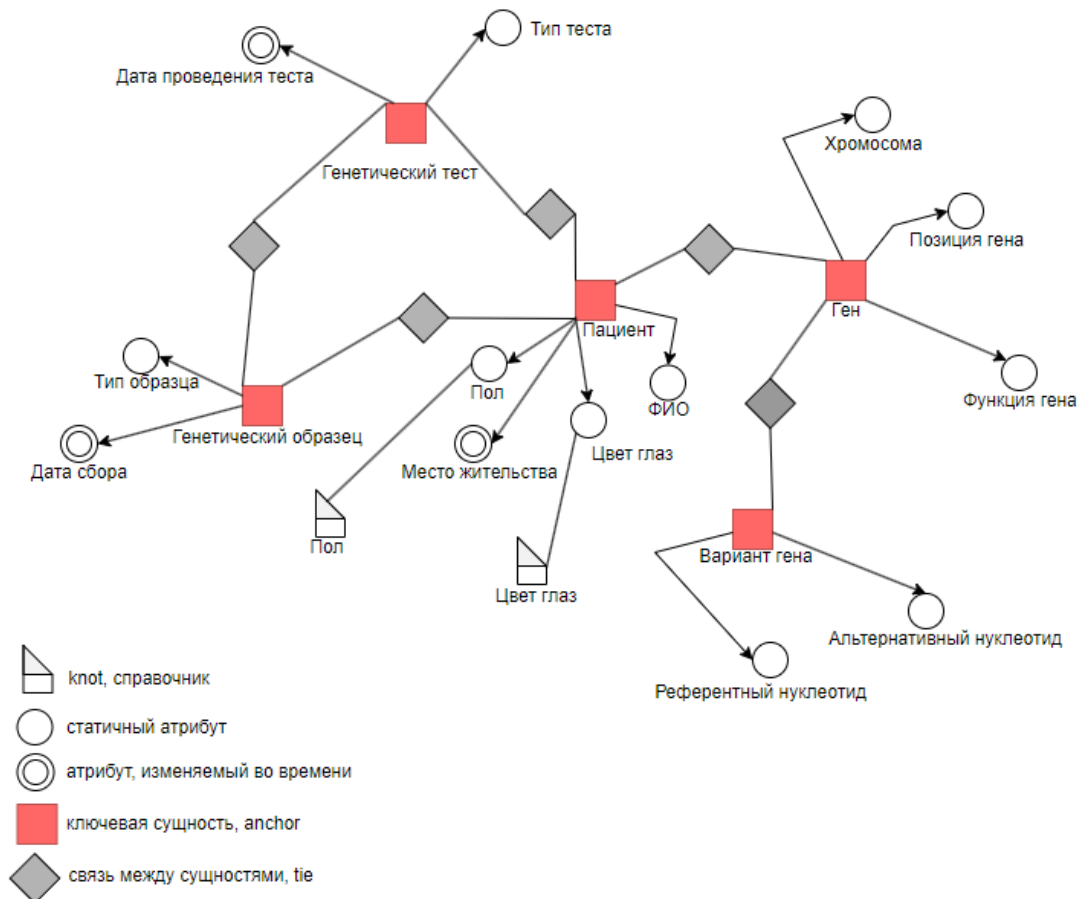 Тип теста
Дата проведения теста
Генетический тест
Хромосома
Позиция гена
Ген
Пациент
Функция гена
Тип образца
Пол
ФИО
Генетический образец
Цвет глаз
Дата сбора
Место жительства
Пол
Вариант гена
Цвет глаз
Альтернативный нуклеотид
Референтный нуклеотид
knot, справочник
статичный атрибут
атрибут, изменяемый во времени
ключевая сущность, anchor
связь между сущностями, tie